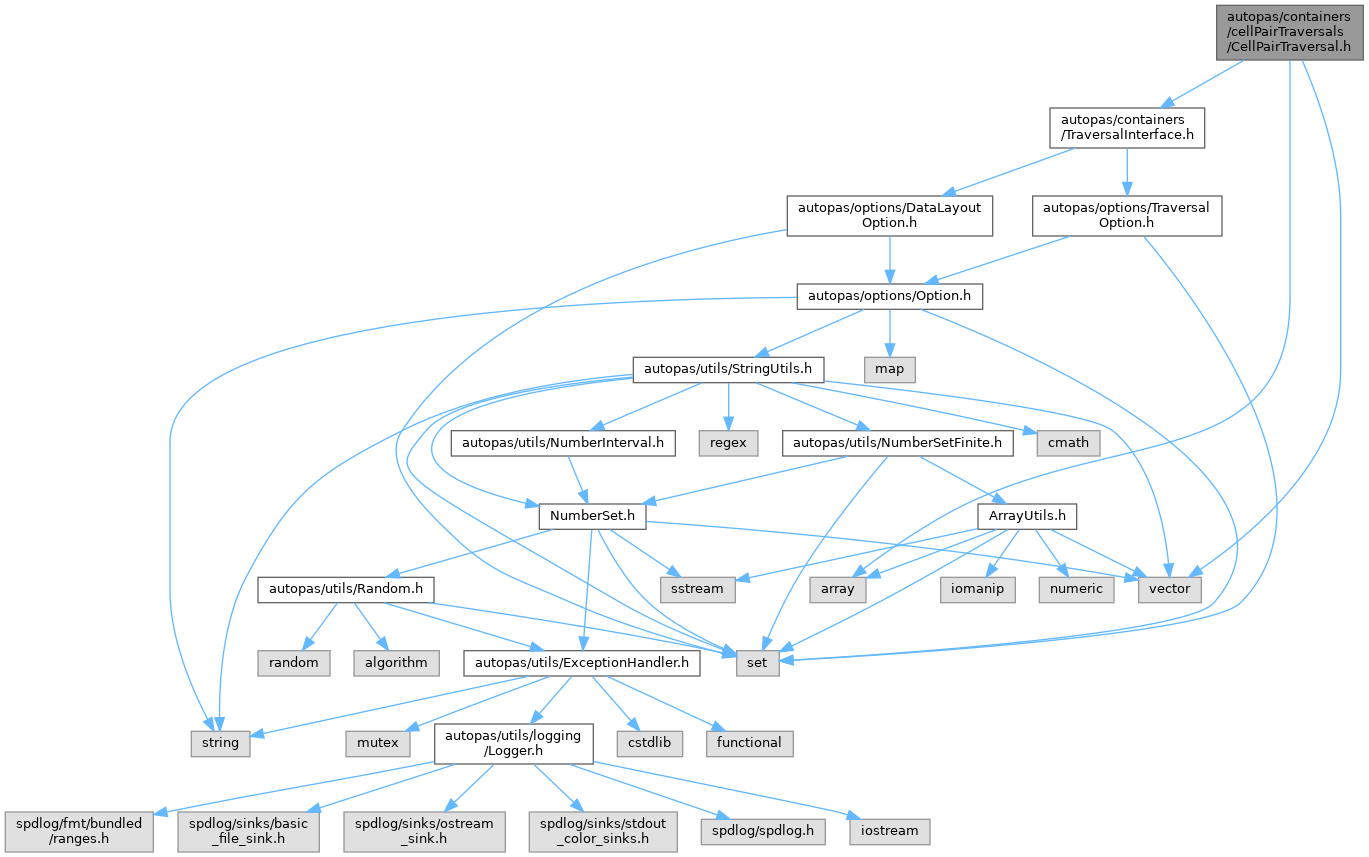 autopas/containers
/cellPairTraversals
/CellPairTraversal.h
autopas/containers
/TraversalInterface.h
autopas/options/DataLayout
Option.h
autopas/options/Traversal
Option.h
autopas/options/Option.h
autopas/utils/StringUtils.h
map
autopas/utils/NumberInterval.h
regex
autopas/utils/NumberSetFinite.h
cmath
NumberSet.h
ArrayUtils.h
autopas/utils/Random.h
sstream
array
iomanip
numeric
vector
random
algorithm
autopas/utils/ExceptionHandler.h
set
string
mutex
autopas/utils/logging
/Logger.h
cstdlib
functional
spdlog/fmt/bundled
/ranges.h
spdlog/sinks/basic
_file_sink.h
spdlog/sinks/ostream
_sink.h
spdlog/sinks/stdout
_color_sinks.h
spdlog/spdlog.h
iostream